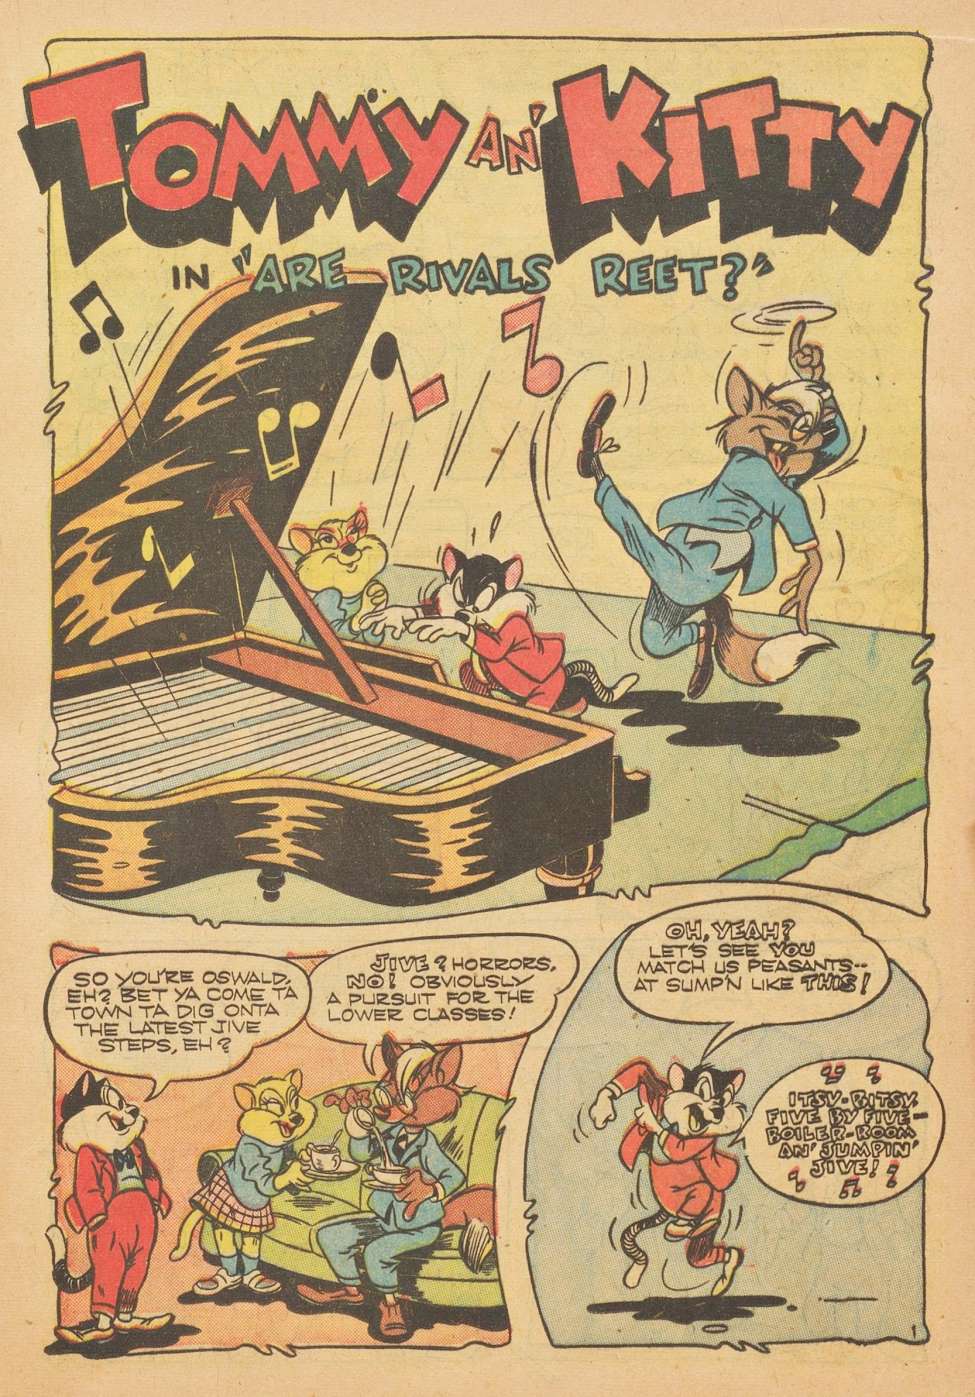 TOMMY AN' KITTY
IN "ARE RIVALS REET?"
SO YOU'RE OSWALD,
EH? BET YA COME TA
TOWN TA DIG ONTA
THE LATEST JIVE
STEPS, EH?
JIVE? HORRORS,
NO! OBVIOUSLY
A PURSUIT FOR THE
LOWER CLASSES!
OH, YEAH?
LET'S SEE YOU
MATCH US PEASANTS--
AT SUMP'N LIKE THIS!
ITSY-BITSY,
FIVE BY FIVE--
BOILER-ROOM
AN' JUMPIN'
JIVE!
1